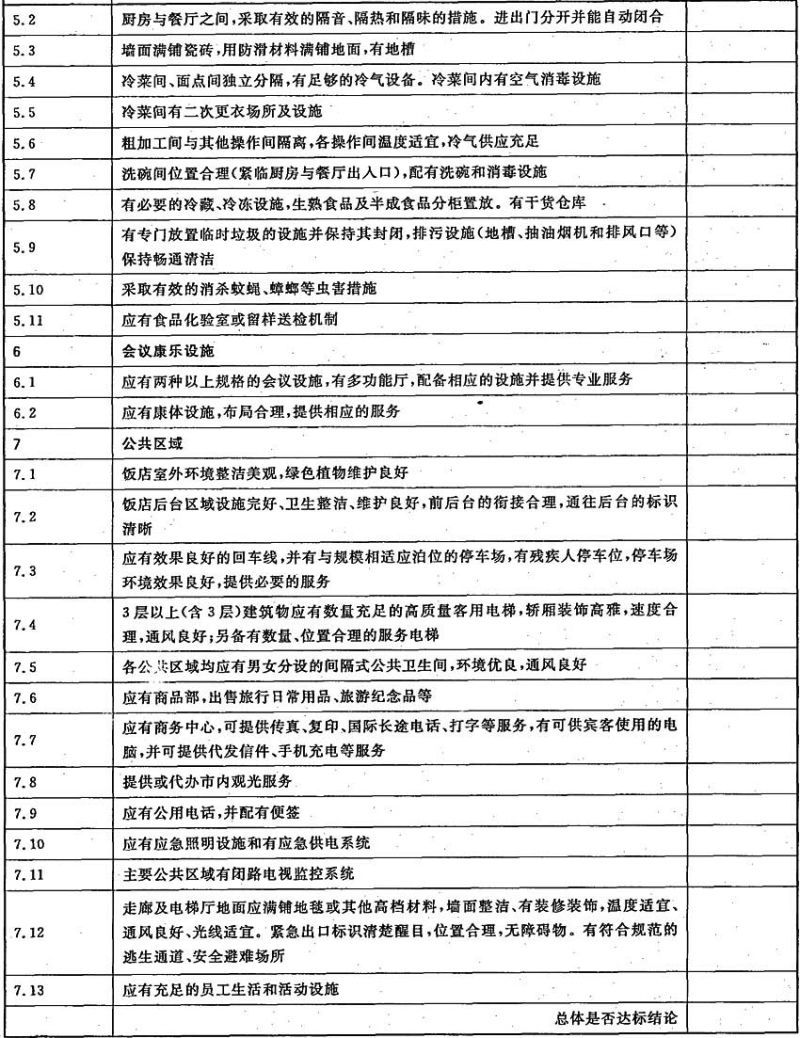 5.2 厨房与餐厅之间,采取有效的隔音、隔热和隔味的措施。进出门分开并能自动闭合
5.3 墙面满铺瓷砖,用防滑材料满铺地面,有地槽
5.4 冷菜间、面点间独立分隔,有足够的冷气设备。冷菜间内有空气消毒设施
5.5 冷菜间有二次更衣场所及设施
5.6 粗加工间与其他操作间隔离,各操作间温度适宜,冷气供应充足
5.7 洗碗间位置合理(紧临厨房与餐厅出入口),配有洗碗和消毒设施
5.8 有必要的冷藏、冷冻设施,生熟食品及半成食品分柜置放。有干货仓库
5.9 有专门放置临时垃圾的设施并保持其封闭,排污设施(地槽、抽油烟机和排风口等)
保持畅通清洁
5.10 采取有效的消杀蚊蝇、蟑螂等虫害措施
5.11 应有食品化验室或留样送检机制
6 会议康乐设施
6.1 应有两种以上规格的会议设施,有多功能厅,配备相应的设施并提供专业服务
6.2 应有康体设施,布局合理,提供相应的服务
7 公共区域
7.1 饭店室外环境整洁美观,绿色植物维护良好
7.2 饭店后台区域设施完好、卫生整洁、维护良好,前后台的衔接合理,通往后台的标识
清晰
7.3 应有效果良好的回车线,并有与规模相适应泊位的停车场,有残疾人停车位,停车场
环境效果良好,提供必要的服务
7.4 3层以上(含3层)建筑物应有数量充足的高质量客用电梯,轿厢装饰高雅,速度合
理,通风良好;另备有数量、位置合理的服务电梯
7.5 各公共区域均应有男女分设的间隔式公共卫生间,环境优良,通风良好
7.6 应有商品部,出售旅行日常用品、旅游纪念品等
7.7 应有商务中心,可提供传真、复印、国际长途电话、打字等服务,有可供宾客使用的电
脑,并可提供代发信件、手机充电等服务
7.8 提供或代办市内观光服务
7.9 应有公用电话,并配有便签
7.10 应有应急照明设施和有应急供电系统
7.11 主要公共区域有闭路电视监控系统
7.12 走廊及电梯厅地面应满铺地毯或其他高档材料,墙面整洁、有装修装饰,温度适宜、
通风良好、光线适宜。紧急出口标识清楚醒目,位置合理,无障碍物。有符合规范的
逃生通道、安全避难场所
7.13 应有充足的员工生活和活动设施
总体是否达标结论